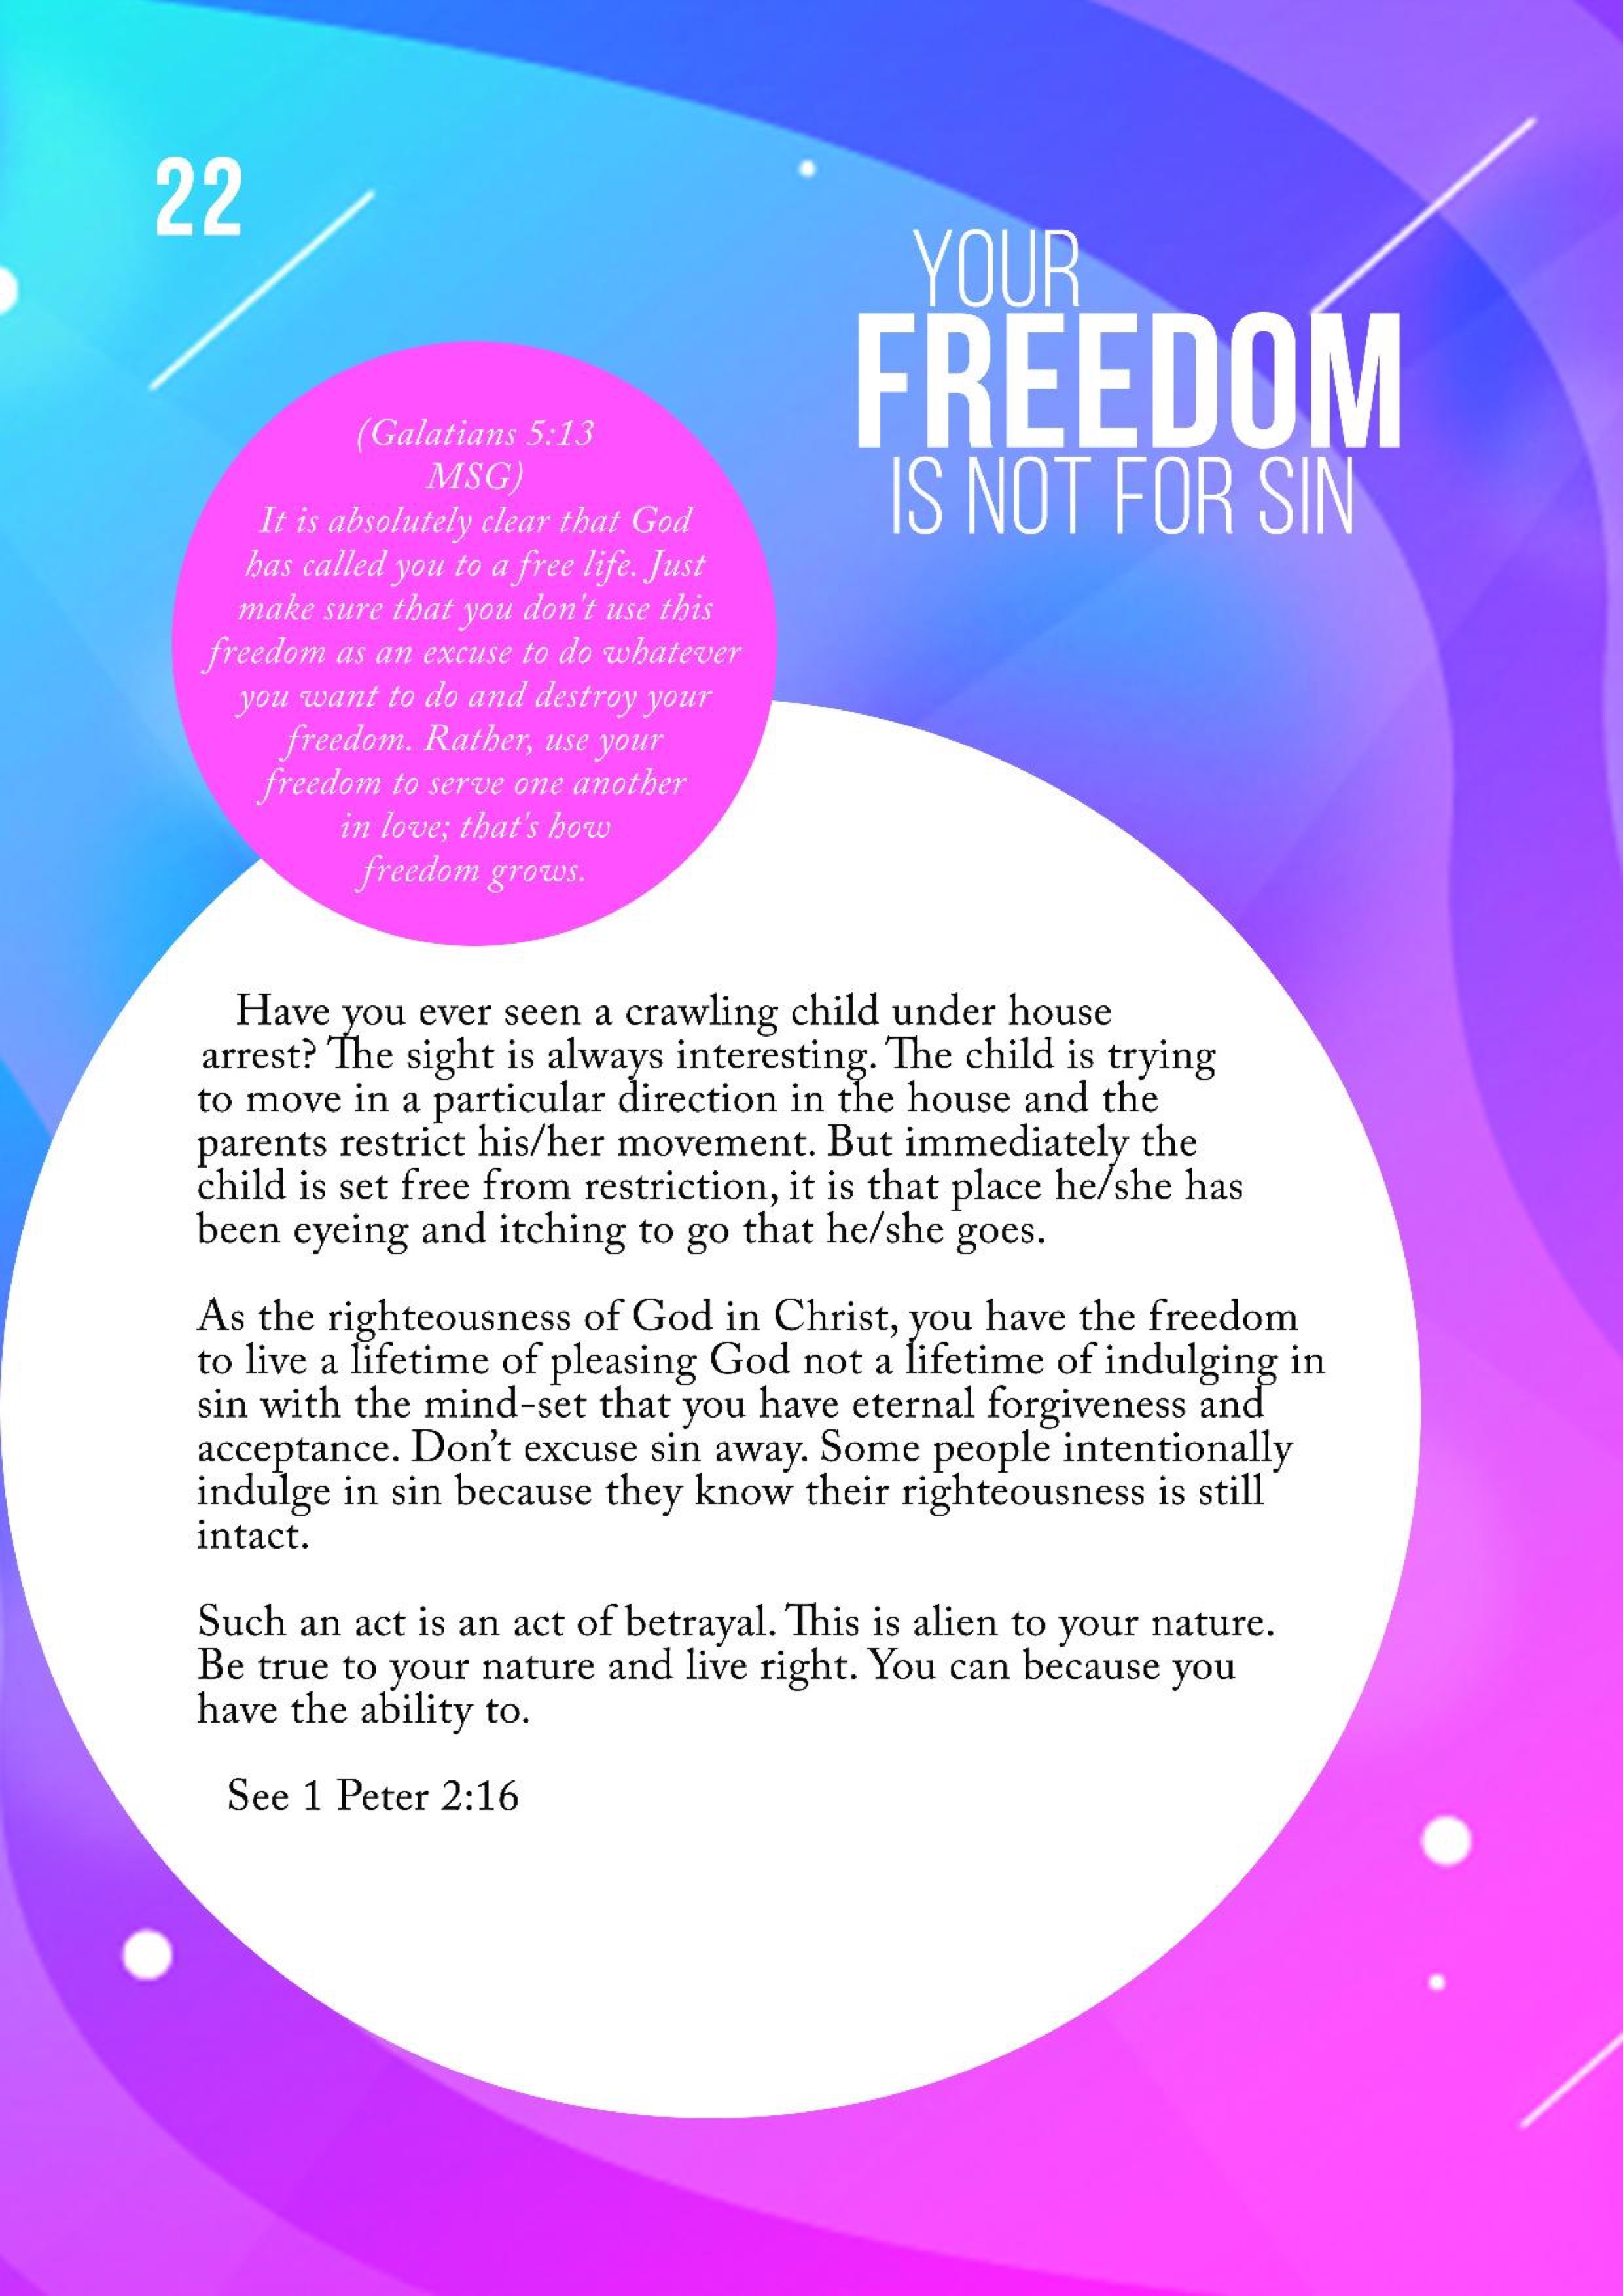 22
YOUR
FREEDOM
IS NOT FOR SIN
(Galatians 5:13
MSG)
It is absolutely clear that God
has called you to a free life. Just
make sure that you don't use this
freedom as an excuse to do whatever
you want to do and destroy your
freedom. Rather, use your
freedom to serve one another
in love; that's how
freedom grows.
Have you ever seen a crawling child under house
arrest? The sight is always interesting. The child is trying
to move in a particular direction in the house and the
parents restrict his/her movement. But immediately the
child is set free from restriction, it is that place he/she has
been eyeing and itching to go that he/she goes.
As the righteousness of God in Christ, you have the freedom
to live a lifetime of pleasing God not a lifetime of indulging in
sin with the mind-set that you have eternal forgiveness and
acceptance. Don’t excuse sin away. Some people intentionally
indulge in sin because they know their righteousness is still
intact.
Such an act is an act of betrayal. This is alien to your nature.
Be true to your nature and live right. You can because you
have the ability to.
See 1 Peter 2:16